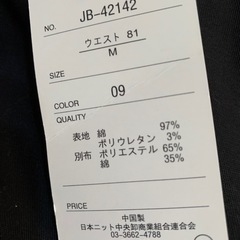 NO. JB-42142
ウエスト 81
M
SIZE
09
COLOR
QUALITY
表地 綿 97%
ポリウレタン 3%
別布 ポリエステル 65%
綿 35%
PRICE
中国製
日本ニット中央卸商業組合連合会
03-3662-4788